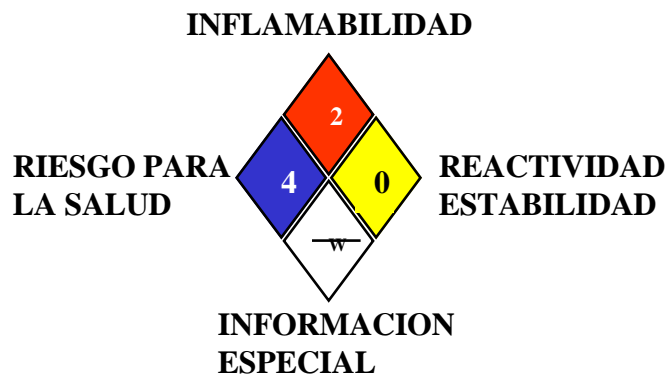 INFLAMABILIDAD
2
RIESGO PARA
LA SALUD
4
0
REACTIVIDAD
ESTABILIDAD
W
INFORMACION
ESPECIAL